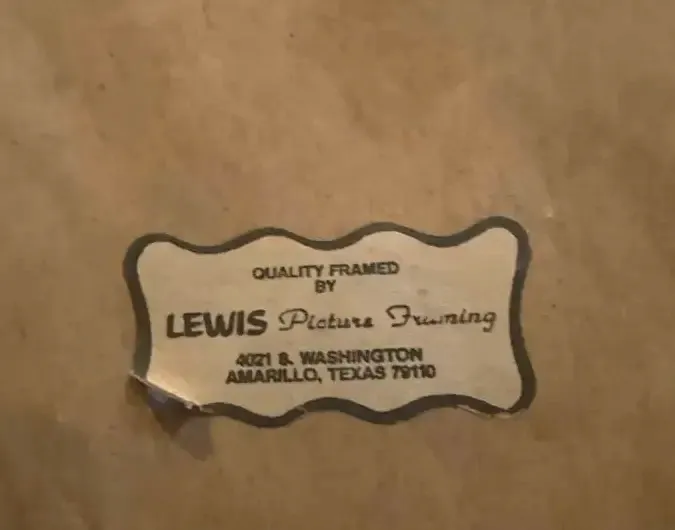 QUALITY FRAMED
BY
LEWIS Picture Framing
4021 S. WASHINGTON
AMARILLO, TEXAS 79110